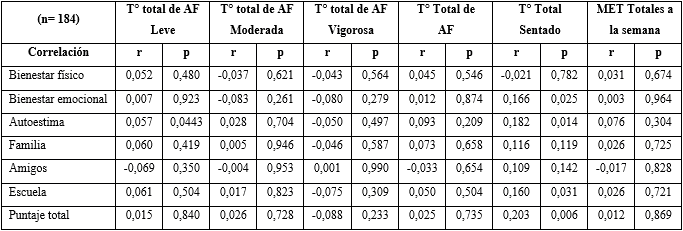 (n= 184) T° total de AF Leve T° total de AF Moderada T° total de AF Vigorosa T° Total de AF T° Total Sentado MET Totales a la semana
Correlación r p r p r p r p r p r p
Bienestar físico 0,052 0,480 -0,037 0,621 -0,043 0,564 0,045 0,546 -0,021 0,782 0,031 0,674
Bienestar emocional 0,007 0,923 -0,083 0,261 -0,080 0,279 0,012 0,874 0,166 0,025 0,003 0,964
Autoestima 0,057 0,0443 0,028 0,704 -0,050 0,497 0,093 0,209 0,182 0,014 0,076 0,304
Familia 0,060 0,419 0,005 0,946 -0,046 0,587 0,073 0,658 0,116 0,119 0,026 0,725
Amigos -0,069 0,350 -0,004 0,953 0,001 0,990 -0,033 0,654 0,109 0,142 -0,017 0,828
Escuela 0,061 0,504 0,017 0,823 -0,075 0,309 0,050 0,504 0,160 0,031 0,026 0,721
Puntaje total 0,015 0,840 0,026 0,728 -0,088 0,233 0,025 0,735 0,203 0,006 0,012 0,869